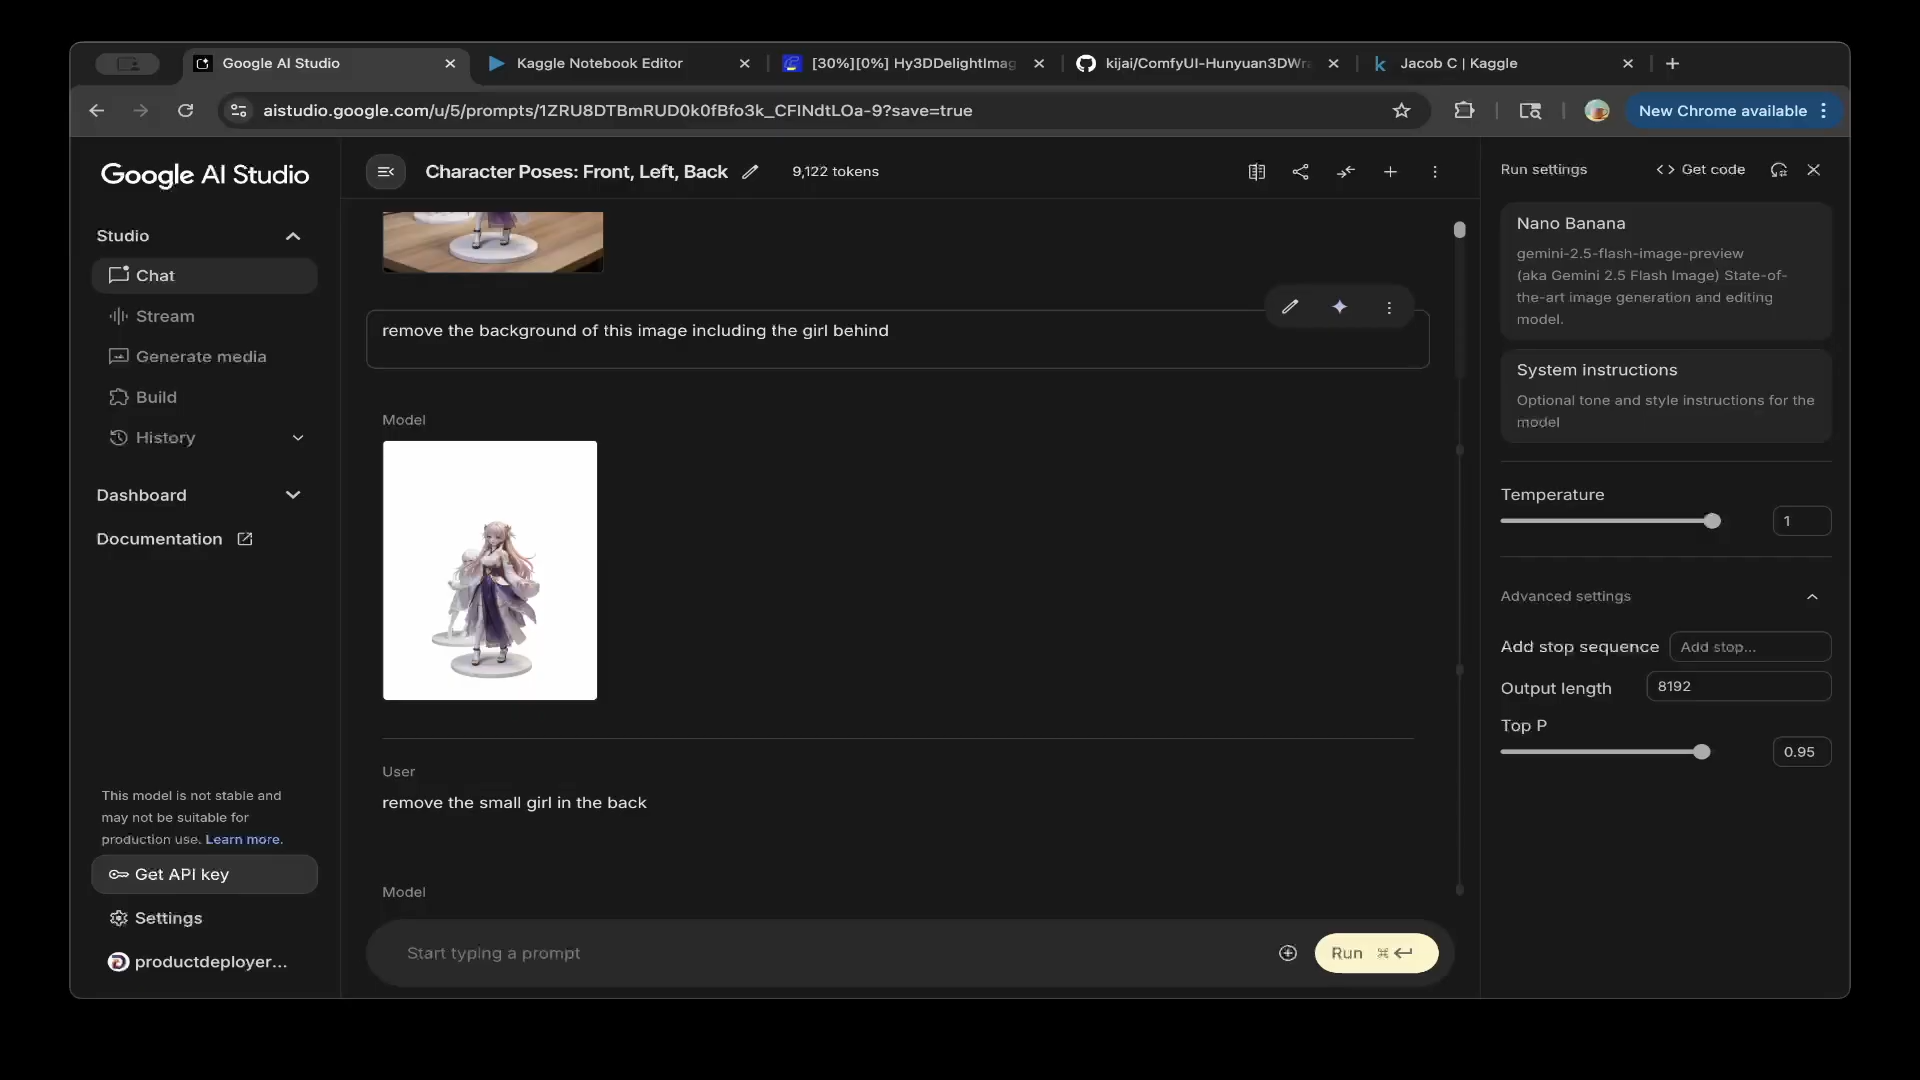 Google AI Studio
Kaggle Notebook Editor
[30%][0%] Hy3DDelightImag
kijai/ComfyUI-Hunyuan3DWra
Jacob C | Kaggle
aistudio.google.com/u/5/prompts/1ZRU8DTBmRUD0k0fBfo3k_CFINdtLOa-9?save=true
New Chrome available
Google AI Studio
Studio
Chat
Stream
Generate media
Build
History
Dashboard
Documentation
This model is not stable and
may not be suitable for
production use. Learn more.
Get API key
Settings
productdeployer...
Character Poses: Front, Left, Back
9,122 tokens
remove the background of this image including the girl behind
Model
User
remove the small girl in the back
Model
Start typing a prompt
Run ⌘ ↵
Run settings
<> Get code
Nano Banana
gemini-2.5-flash-image-preview
(aka Gemini 2.5 Flash Image) State-of-
the-art image generation and editing
model.
System instructions
Optional tone and style instructions for the
model
Temperature
1
Advanced settings
Add stop sequence
Add stop...
Output length
8192
Top P
0.95